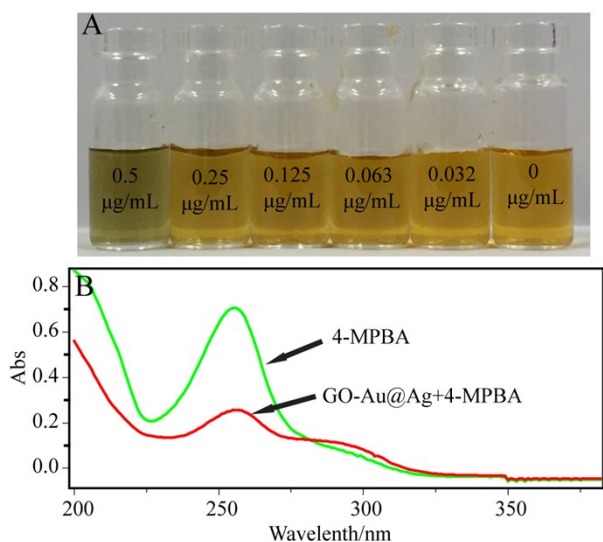 A
0.5 0.25 0.125 0.063 0.032 0
μg/mL μg/mL μg/mL μg/mL μg/mL μg/mL
B
0.8
0.6
0.4
0.2
0.0
Abs
4-MPBA
GO-Au@Ag+4-MPBA
200 250 300 350
Wavelenth/nm